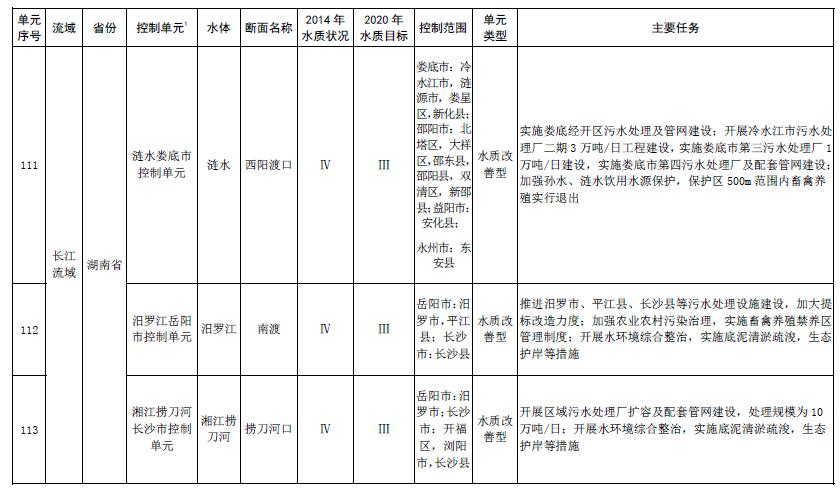 单元序号 流域 省份 控制单元¹ 水体 断面名称 2014年水质状况 2020年水质目标 控制范围 单元类型 主要任务
111
长江流域
湖南省
涟水娄底市
控制单元
涟水
西阳渡口
Ⅳ
Ⅲ
娄底市：冷
水江市，涟
源市，娄星
区，新化县；
邵阳市：北
塔区，大祥
区，邵东县，
邵阳县，双
清区，新邵
县；益阳市：
安化县；
永州市：东
安县
水质改
善型
实施娄底经开区污水处理及管网建设；开展冷水江市污水处
理厂二期3万吨/日工程建设，实施娄底市第三污水处理厂1
万吨/日建设，实施娄底市第四污水处理厂及配套管网建设；
加强孙水、涟水饮用水源保护，保护区500m范围内畜禽养
殖实行退出
112
汨罗江岳阳
市控制单元
汨罗江
南渡
Ⅳ
Ⅲ
岳阳市：汨
罗市，平江
县；长沙
市：长沙县
水质改
善型
推进汨罗市、平江县、长沙县等污水处理设施建设，加大提
标改造力度；加强农业农村污染治理，实施畜禽养殖禁养区
管理制度；开展水环境综合整治，实施底泥清淤疏浚，生态
护岸等措施
113
湘江捞刀河
长沙市控制
单元
湘江捞
刀河
捞刀河口
Ⅳ
Ⅲ
岳阳市：汨
罗市；长沙
市：开福
区，浏阳
市，长沙县
水质改
善型
开展区域污水处理厂扩容及配套管网建设，处理规模为10
万吨/日；开展水环境综合整治，实施底泥清淤疏浚，生态
护岸等措施